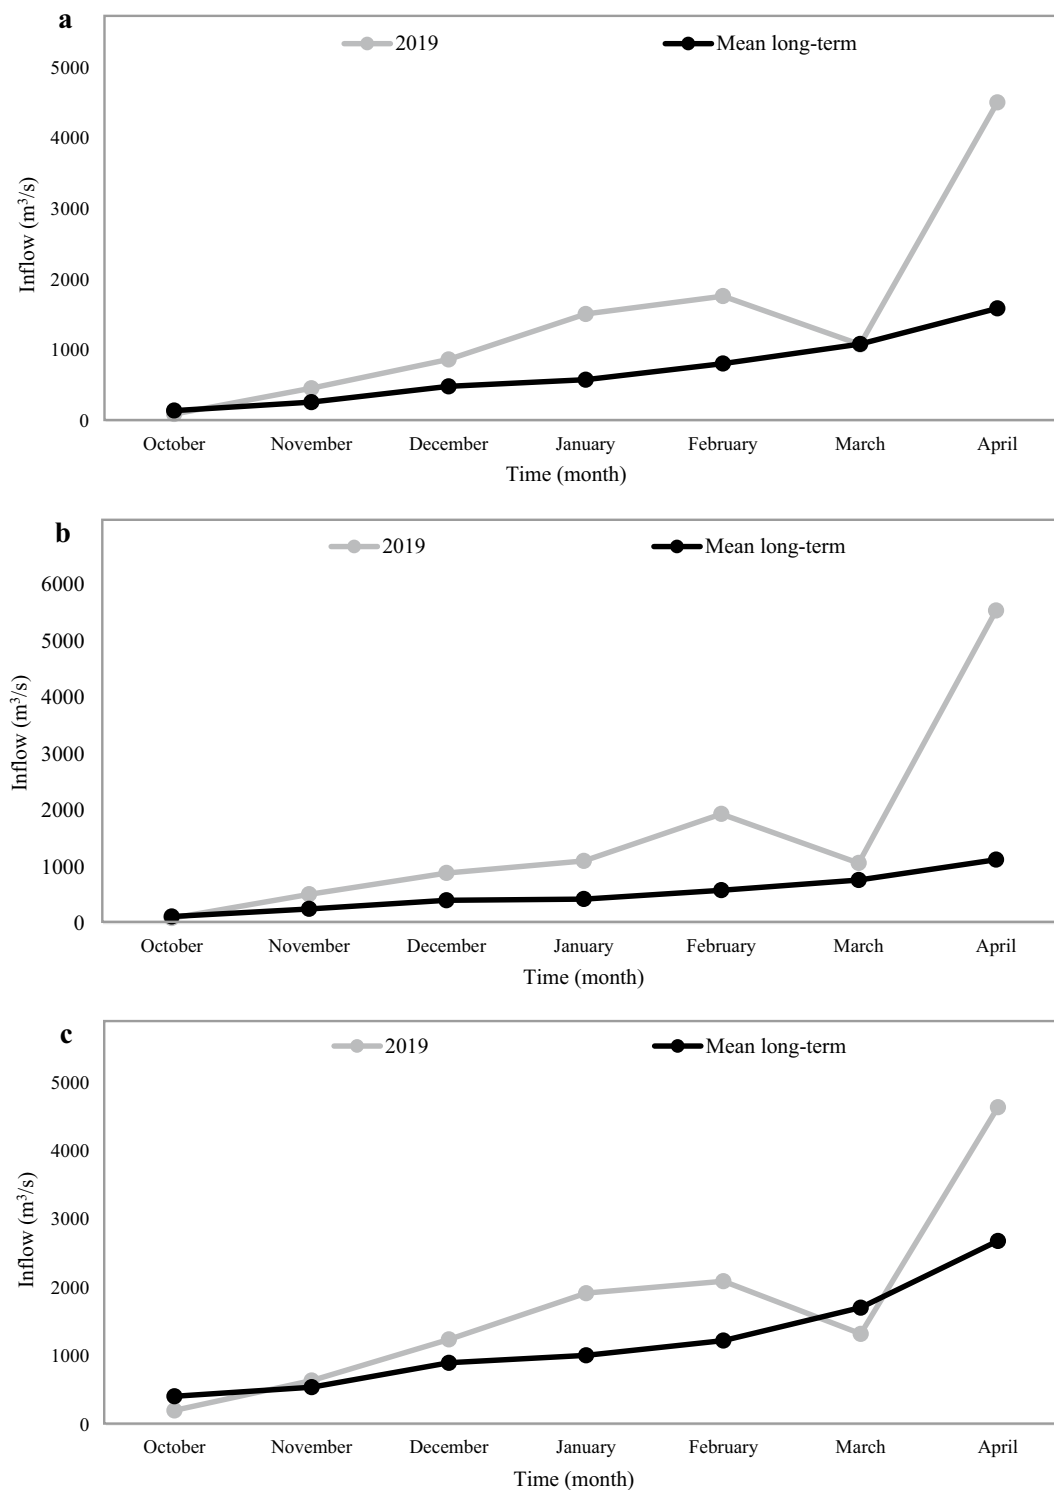 a
2019 Mean long-term
5000
4000
3000
2000
1000
0
Inflow (m³/s)
October November December January February March April
Time (month)
b
2019 Mean long-term
6000
5000
4000
3000
2000
1000
0
Inflow (m³/s)
October November December January February March April
Time (month)
c
2019 Mean long-term
5000
4000
3000
2000
1000
0
Inflow (m³/s)
October November December January February March April
Time (month)